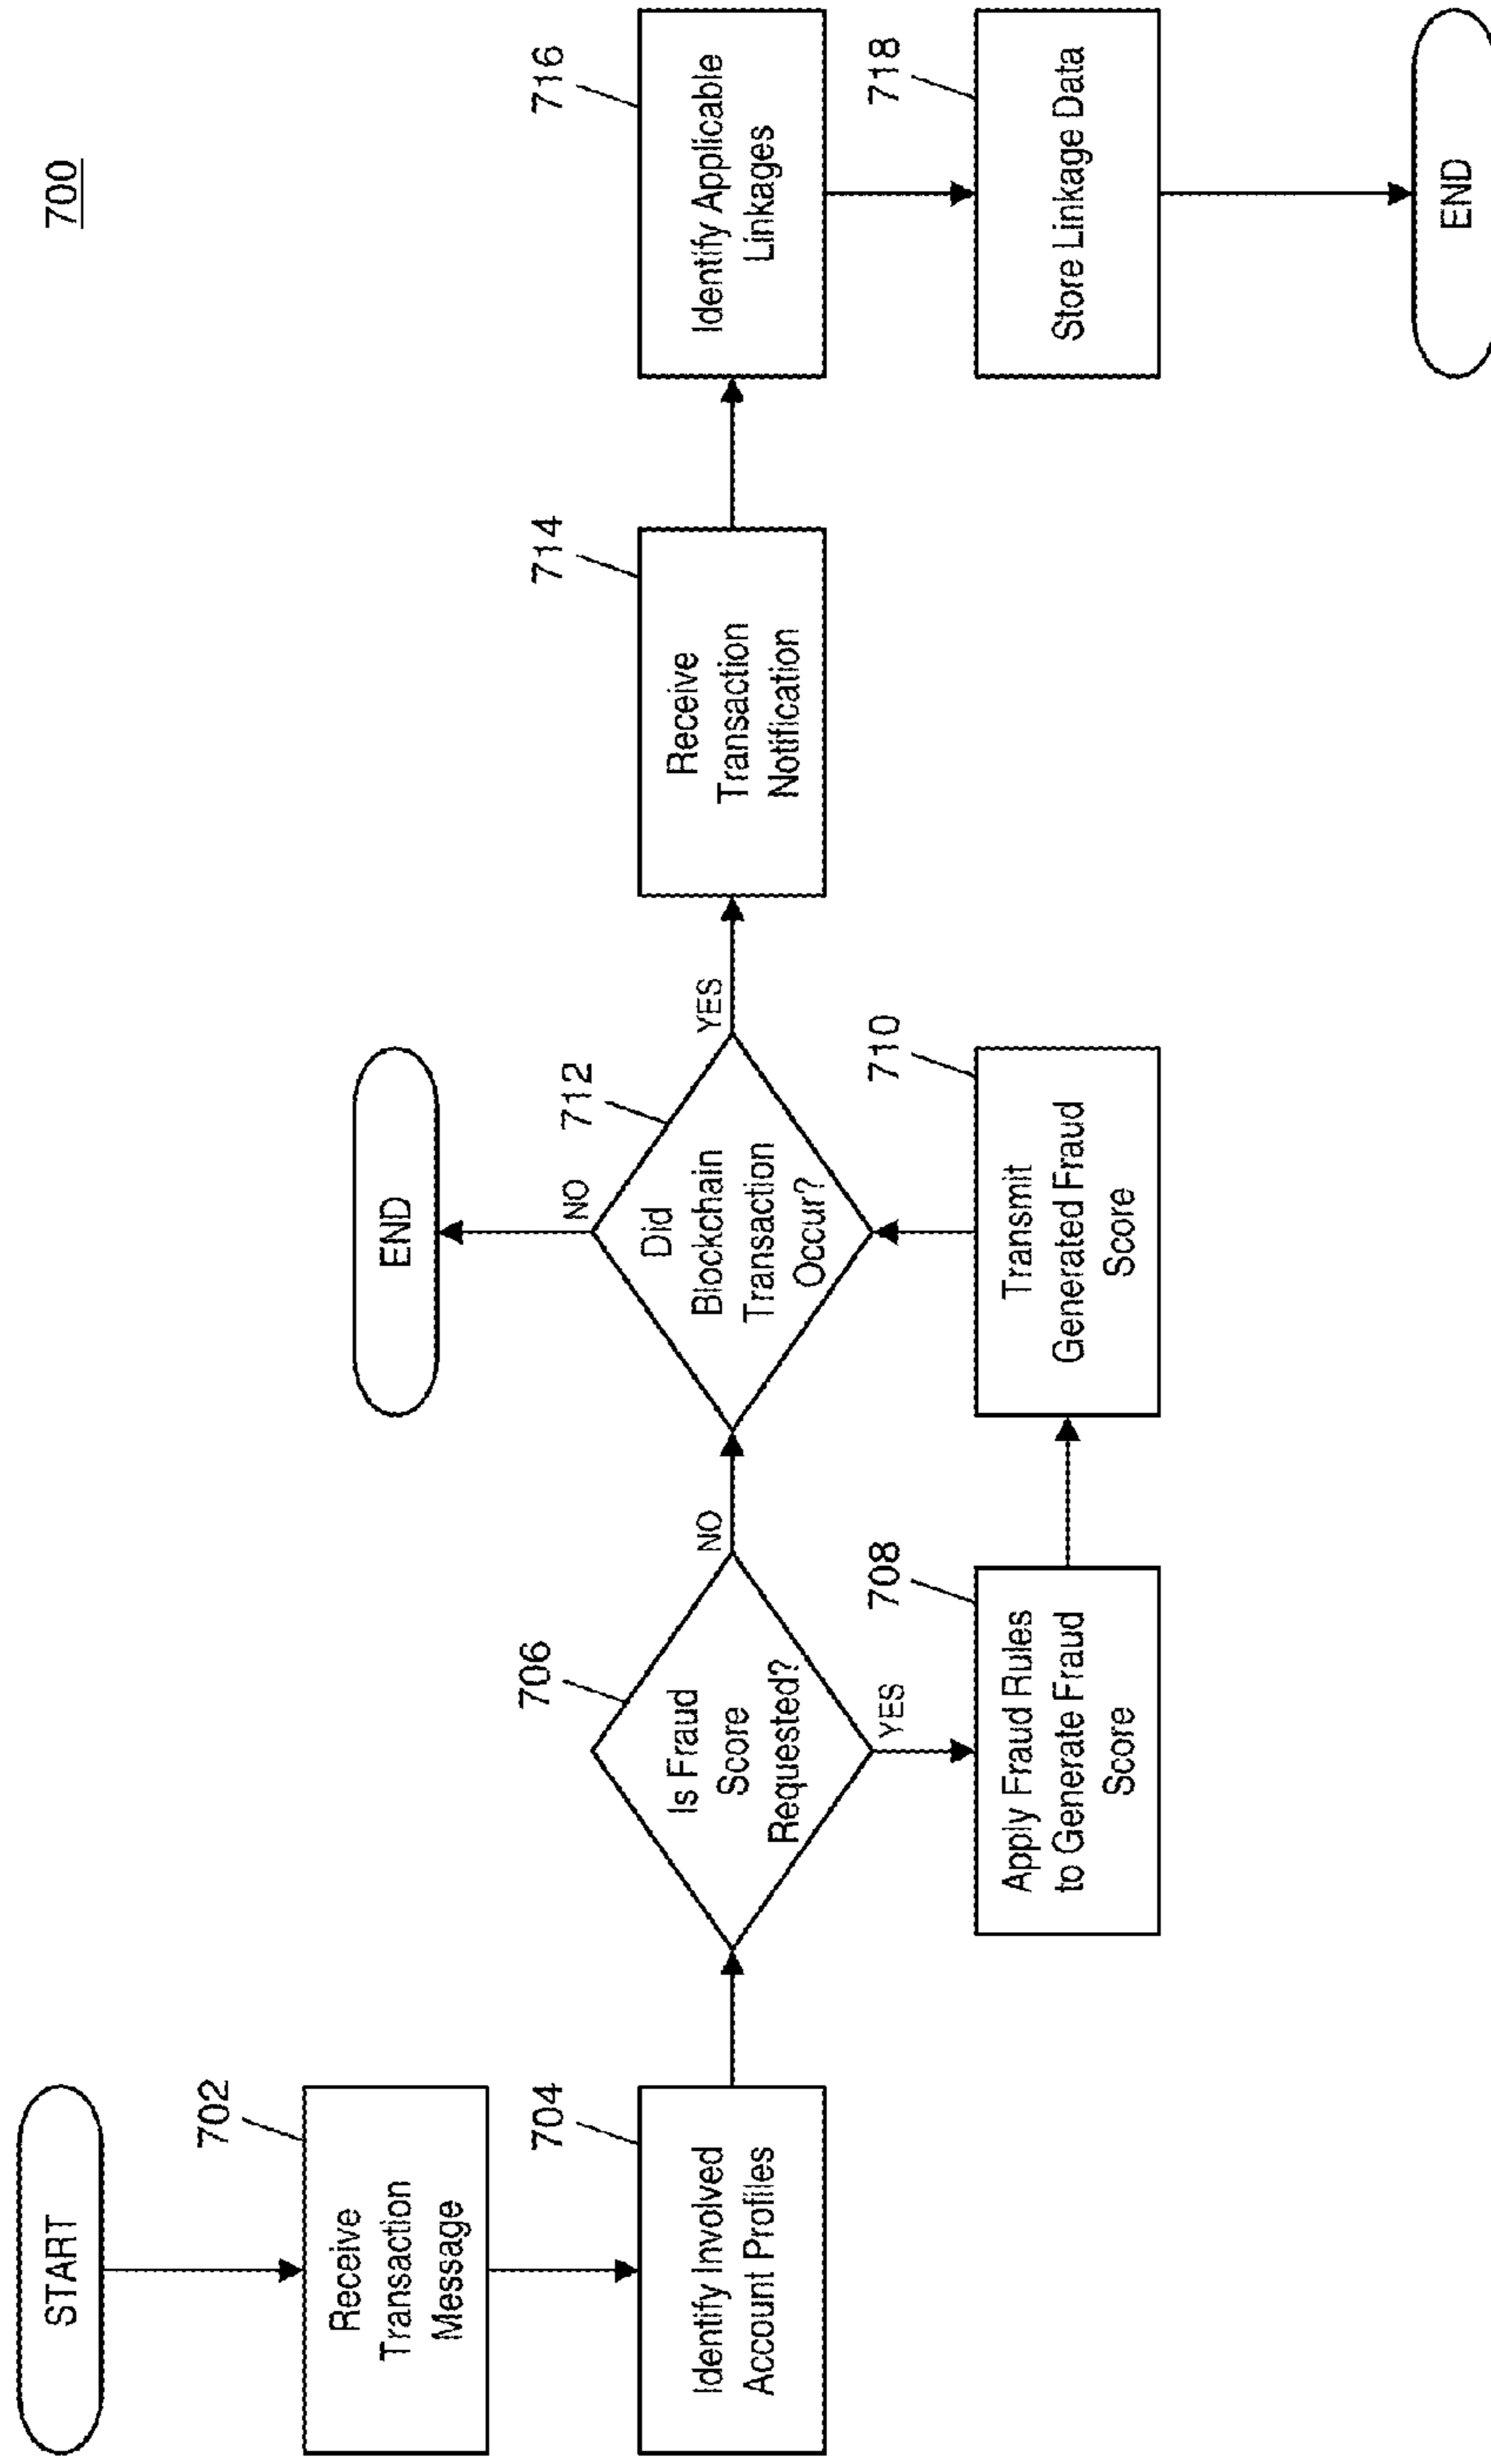 700
START
702
Receive
Transaction
Message
704
Identify Involved
Account Profiles
706
Is Fraud
Score
Requested?
NO
YES
708
Apply Fraud Rules
to Generate Fraud
Score
710
Transmit
Generated Fraud
Score
712
Did
Blockchain
Transaction
Occur?
NO
END
YES
714
Receive
Transaction
Notification
716
Identify Applicable
Linkages
718
Store Linkage Data
END